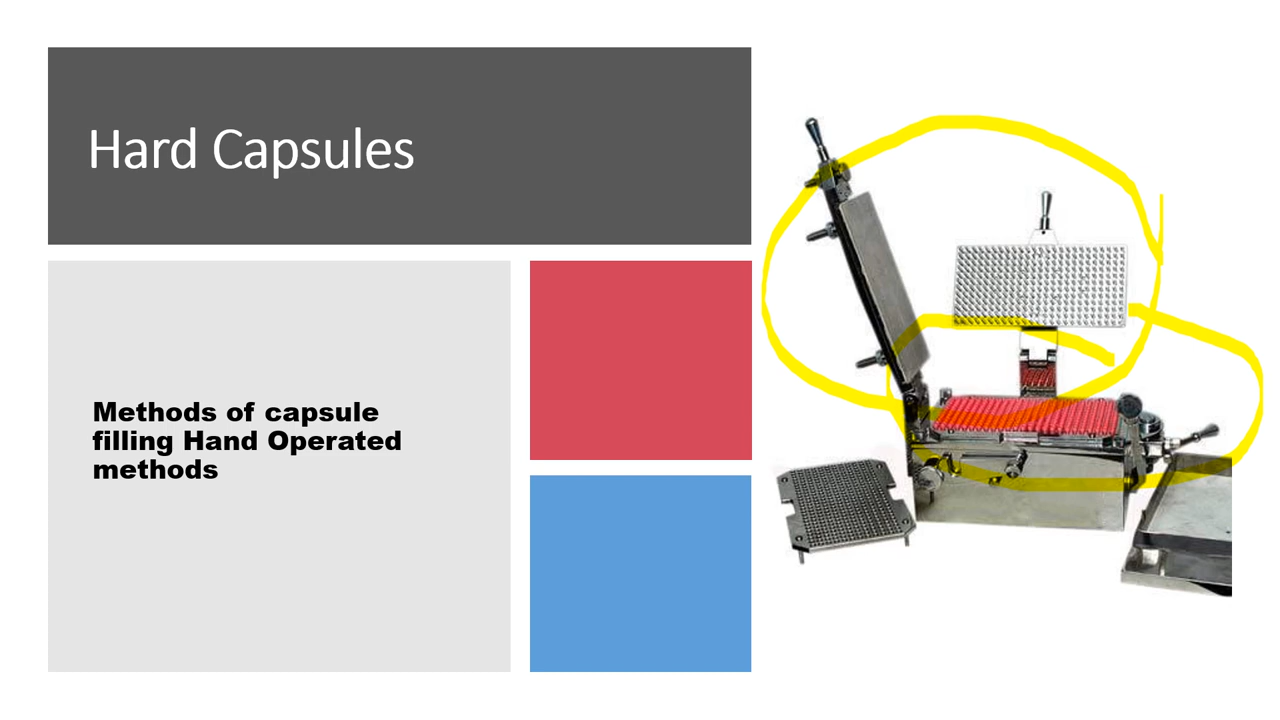 Hard Capsules
Methods of capsule
filling Hand Operated
methods